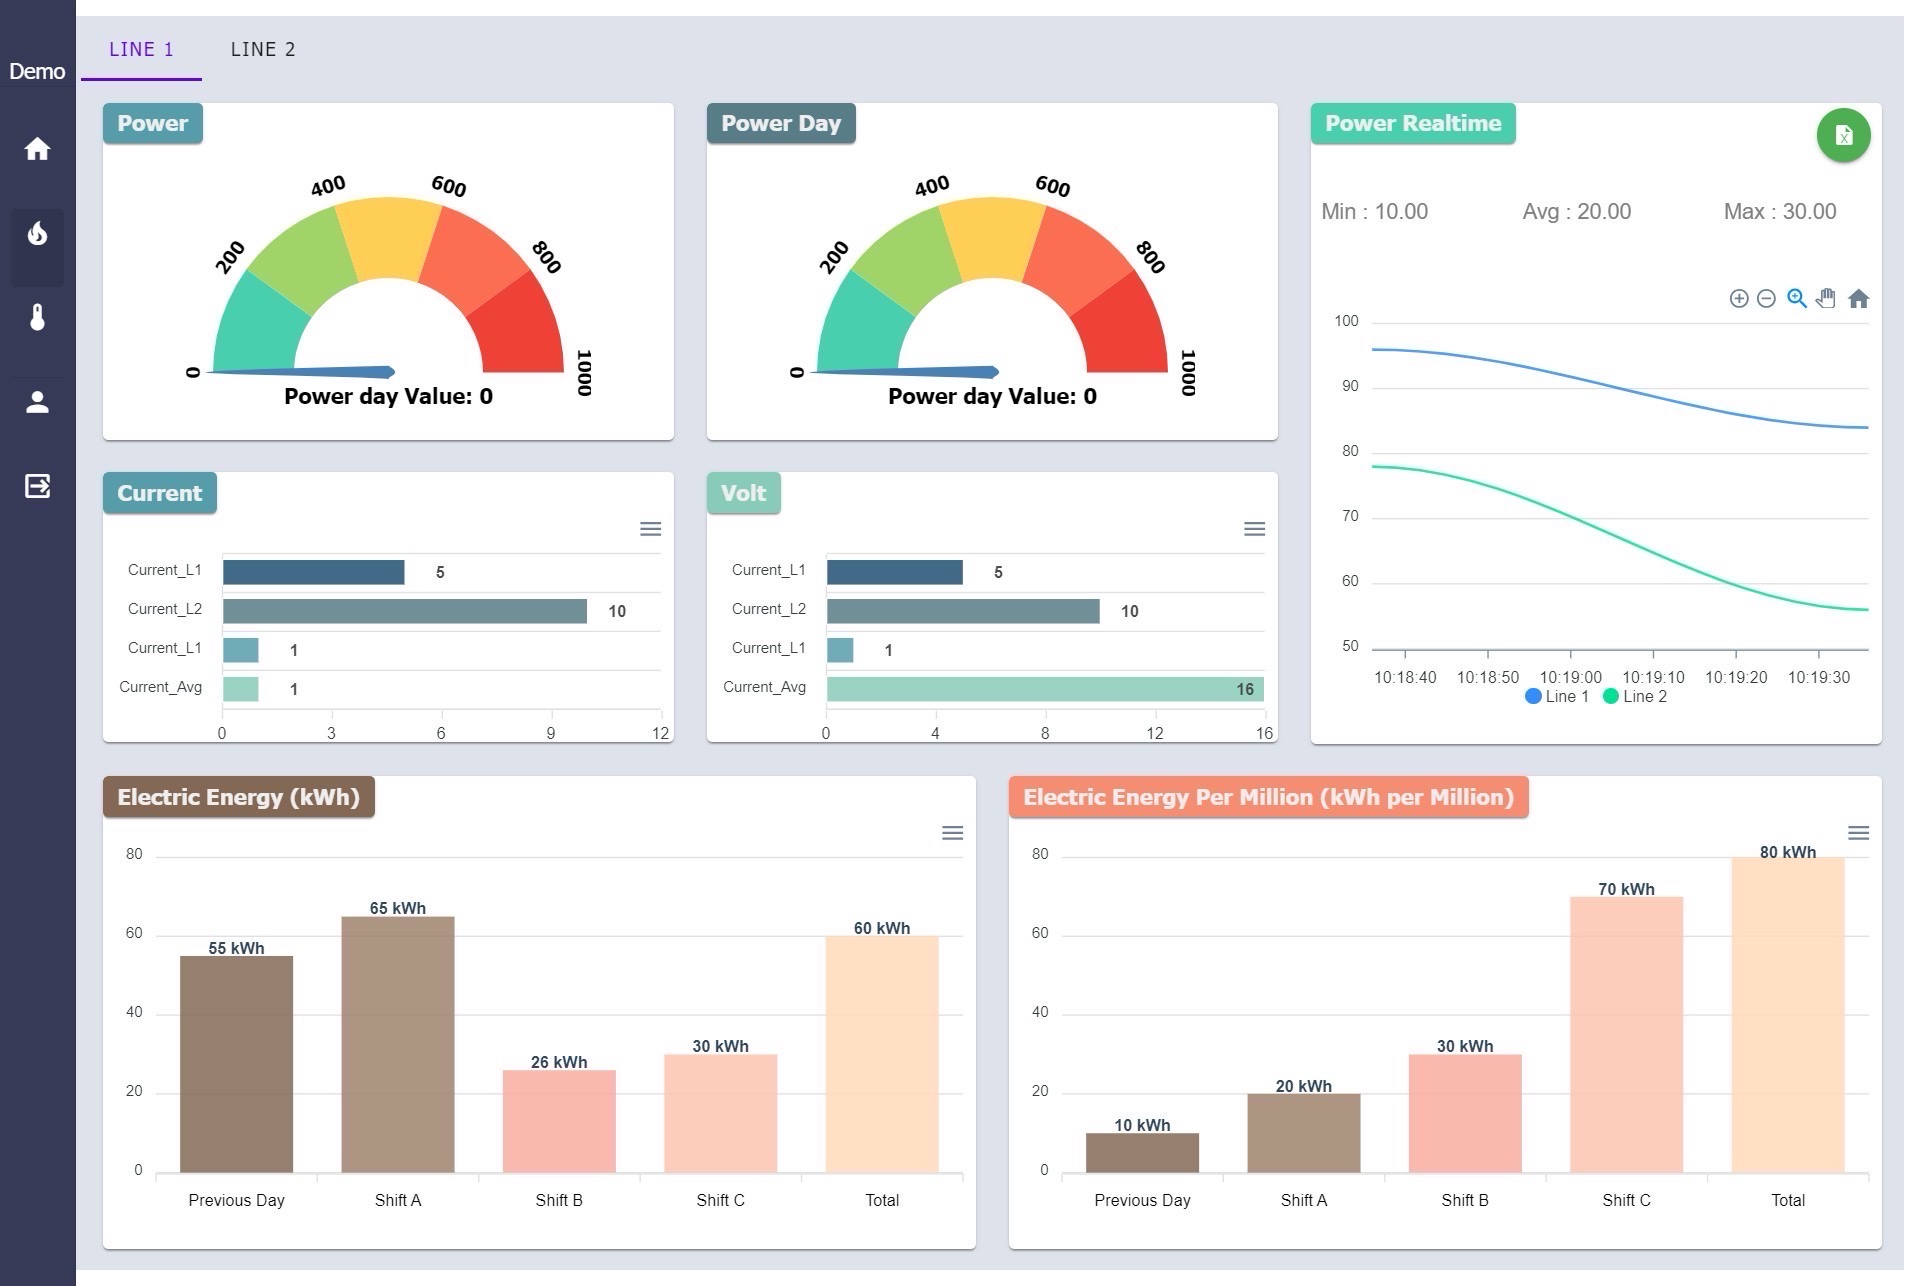 Demo
LINE 1
LINE 2
Power
0
200
400
600
800
1000
Power day Value: 0
Power Day
0
200
400
600
800
1000
Power day Value: 0
Power Realtime
Min : 10.00
Avg : 20.00
Max : 30.00
100
90
80
70
60
50
10:18:40
10:18:50
10:19:00
10:19:10
10:19:20
10:19:30
Line 1
Line 2
Current
Current_L1
5
Current_L2
10
Current_L1
1
Current_Avg
1
0
3
6
9
12
Volt
Current_L1
5
Current_L2
10
Current_L1
1
Current_Avg
16
0
4
8
12
16
Electric Energy (kWh)
80
60
40
20
0
55 kWh
65 kWh
26 kWh
30 kWh
60 kWh
Previous Day
Shift A
Shift B
Shift C
Total
Electric Energy Per Million (kWh per Million)
80
60
40
20
0
10 kWh
20 kWh
30 kWh
70 kWh
80 kWh
Previous Day
Shift A
Shift B
Shift C
Total